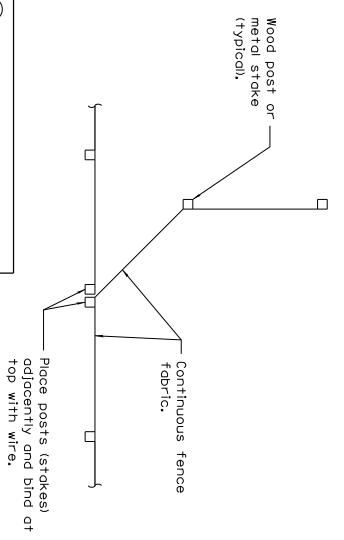 Wood post or
metal stake
(typical).
Continuous fence
fabric.
Place posts (stakes)
adjacently and bind at
top with wire.